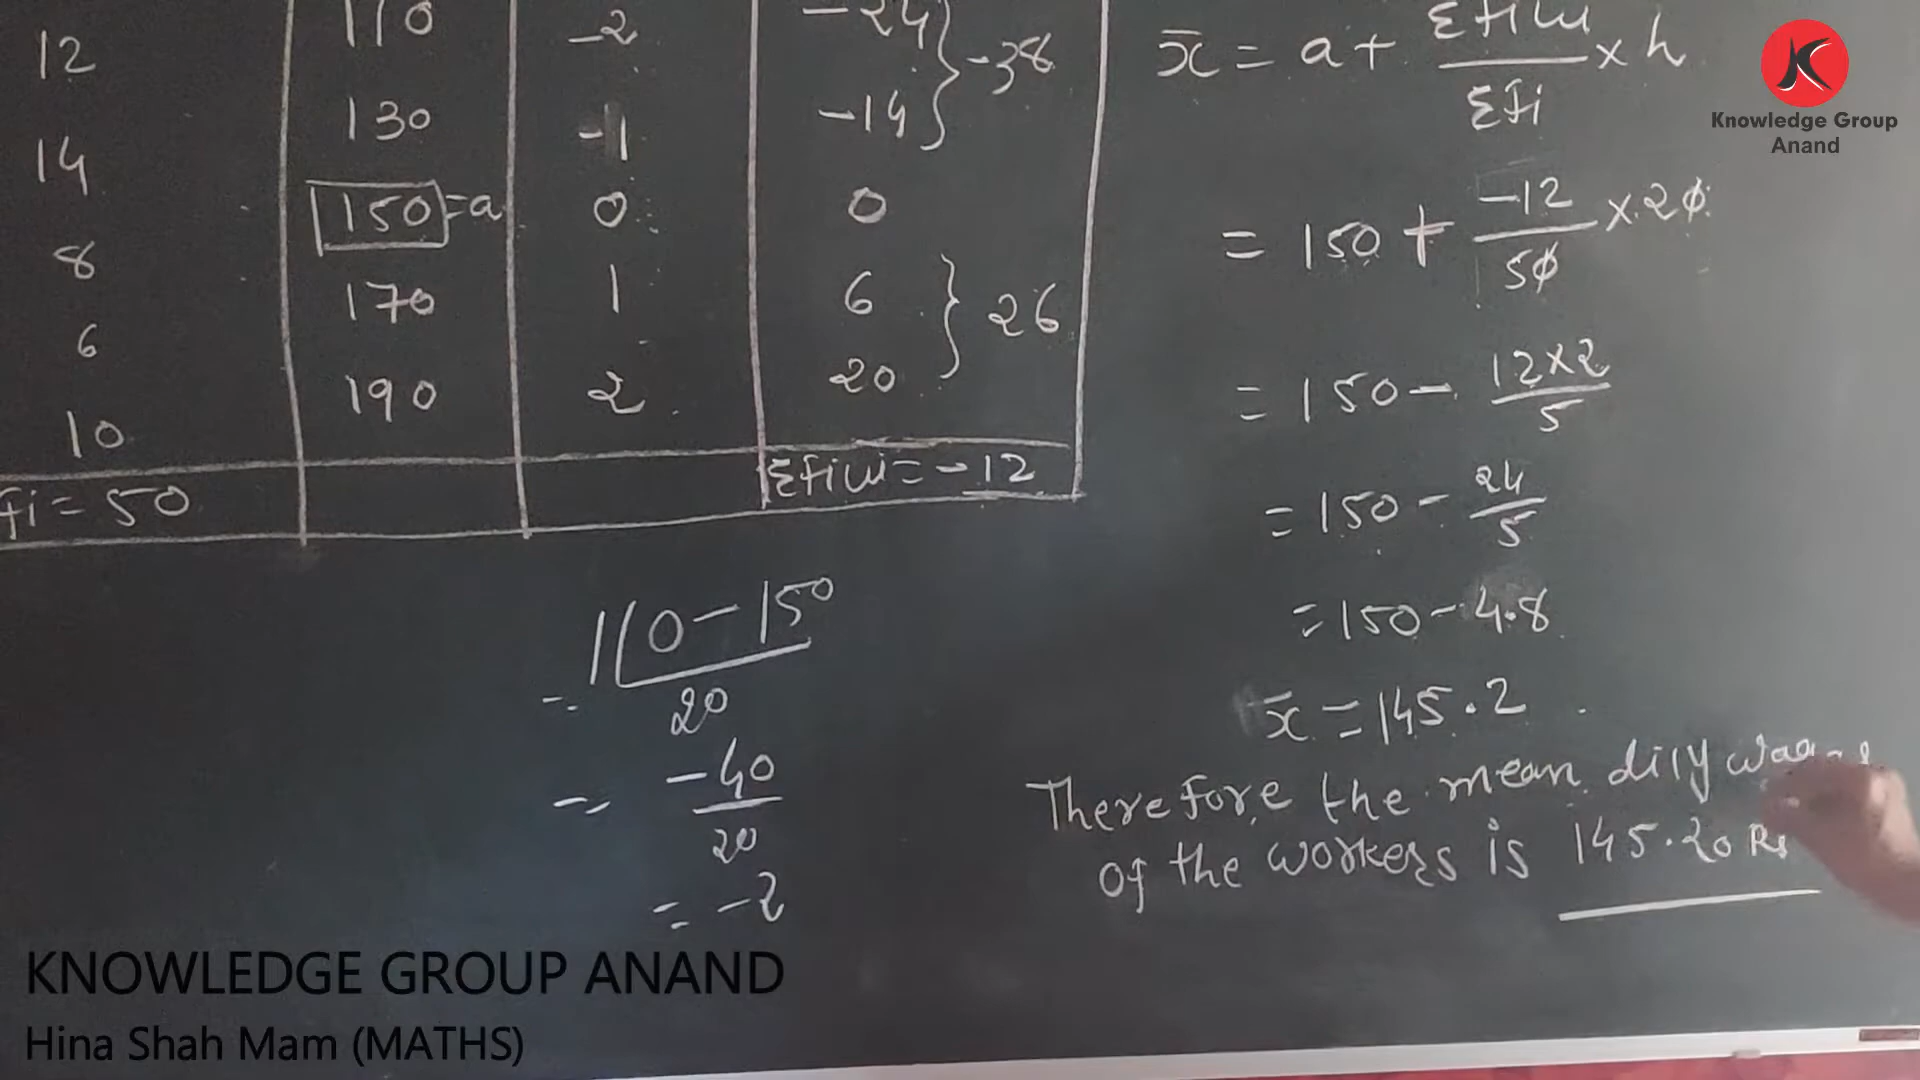 12 110 -2 -24 } -38
14 130 -1 -14
8 150 = a 0 0
6 170 1 6 } 26
10 190 2 20
fi = 50 Σfiui = -12
110 - 150
= 20
= -40
20
= -2
x̄ = a + Σfiui × h
Σfi
= 150 + -12 × 20
50
= 150 - 12×2
5
= 150 - 24
5
= 150 - 4.8
x̄ = 145.2
Therefore, the mean dily
of the workers is 145.20 Rs
Knowledge Group
Anand
KNOWLEDGE GROUP ANAND
Hina Shah Mam (MATHS)